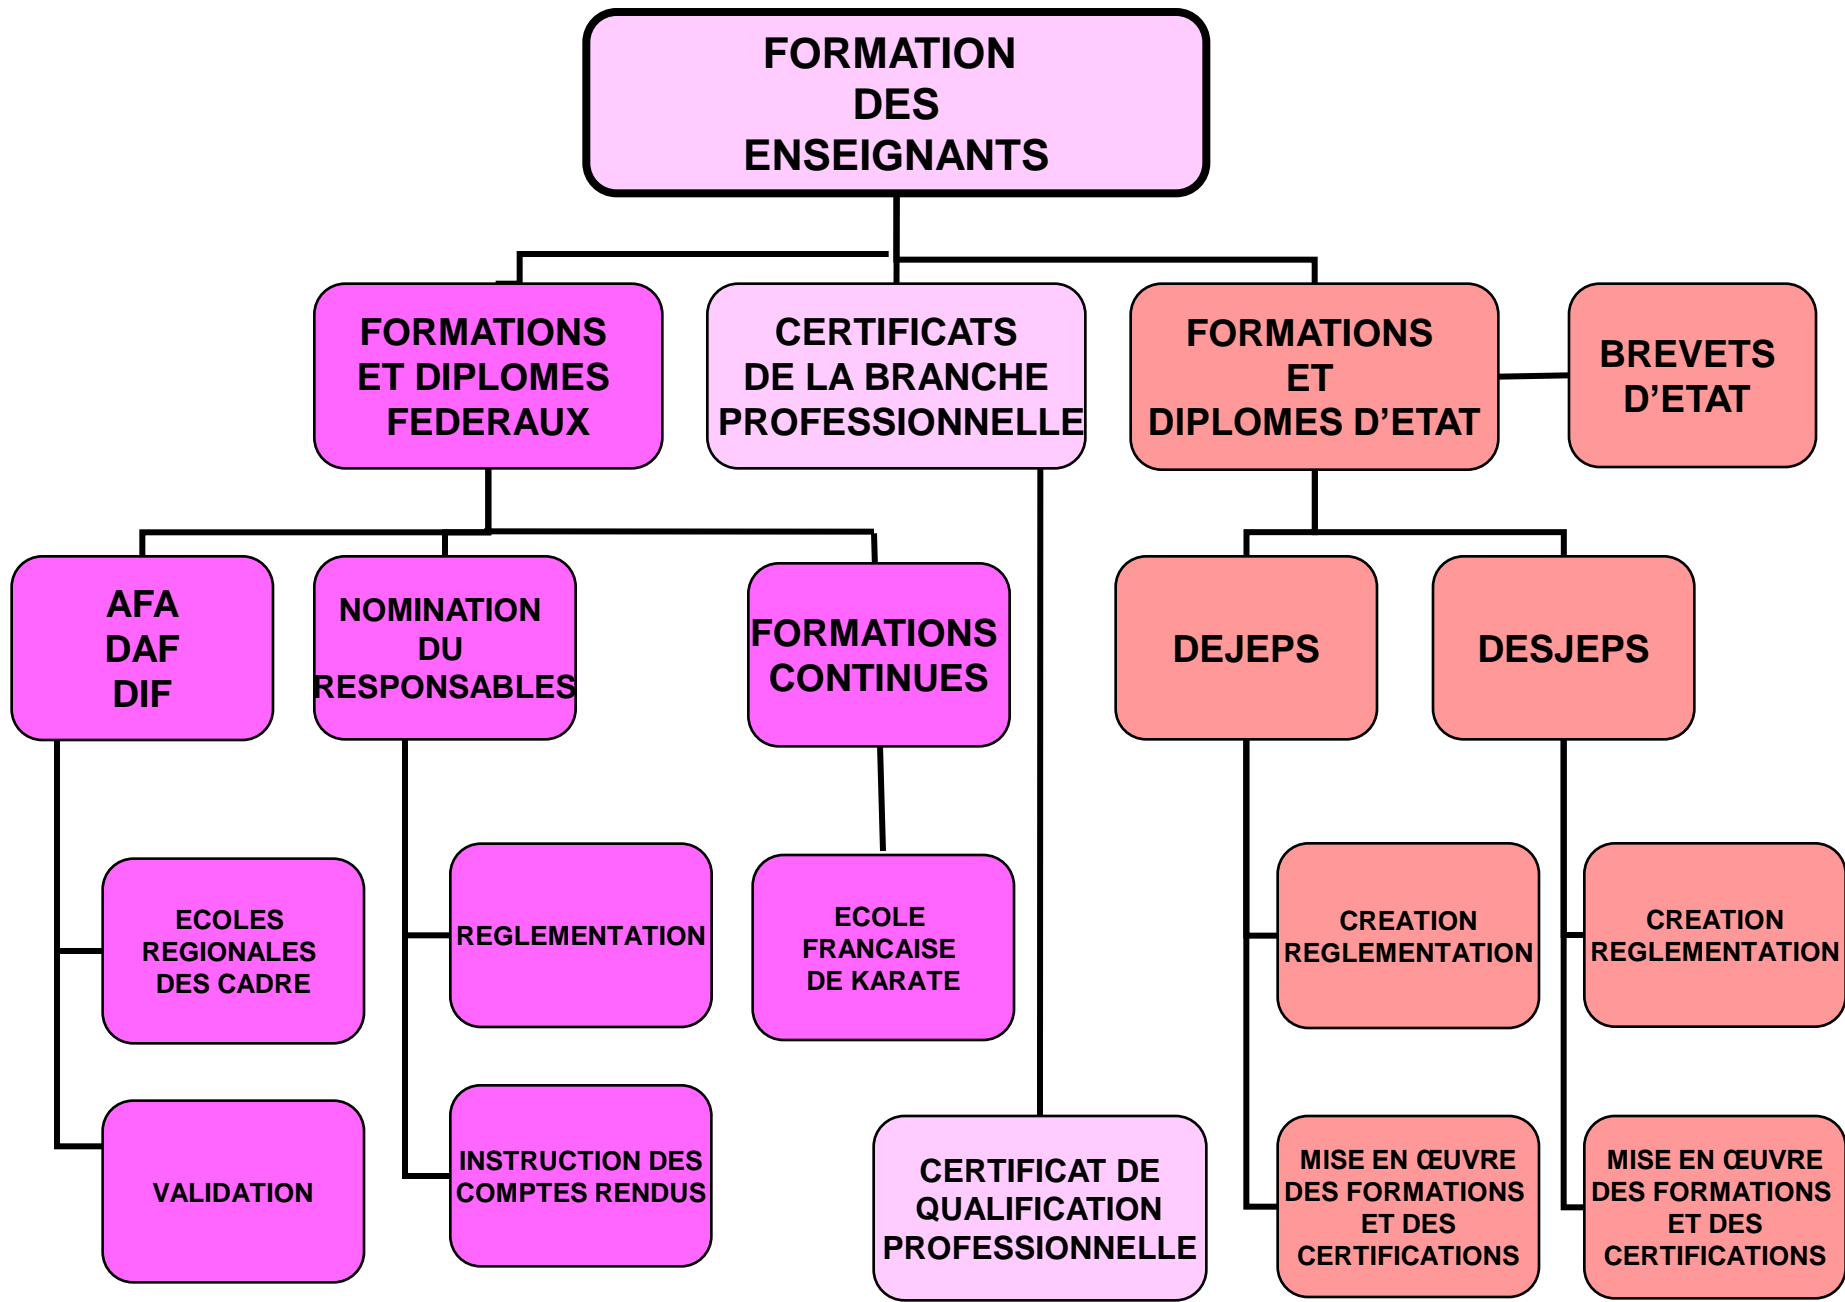 FORMATION
DES
ENSEIGNANTS
FORMATIONS
ET DIPLOMES
FEDERAUX
CERTIFICATS
DE LA BRANCHE
PROFESSIONNELLE
FORMATIONS
ET
DIPLOMES D’ETAT
BREVETS
D’ETAT
AFA
DAF
DIF
NOMINATION
DU
RESPONSABLES
FORMATIONS
CONTINUES
DEJEPS
DESJEPS
ECOLES
REGIONALES
DES CADRE
REGLEMENTATION
ECOLE
FRANCAISE
DE KARATE
CREATION
REGLEMENTATION
CREATION
REGLEMENTATION
VALIDATION
INSTRUCTION DES
COMPTES RENDUS
CERTIFICAT DE
QUALIFICATION
PROFESSIONNELLE
MISE EN ŒUVRE
DES FORMATIONS
ET DES
CERTIFICATIONS
MISE EN ŒUVRE
DES FORMATIONS
ET DES
CERTIFICATIONS